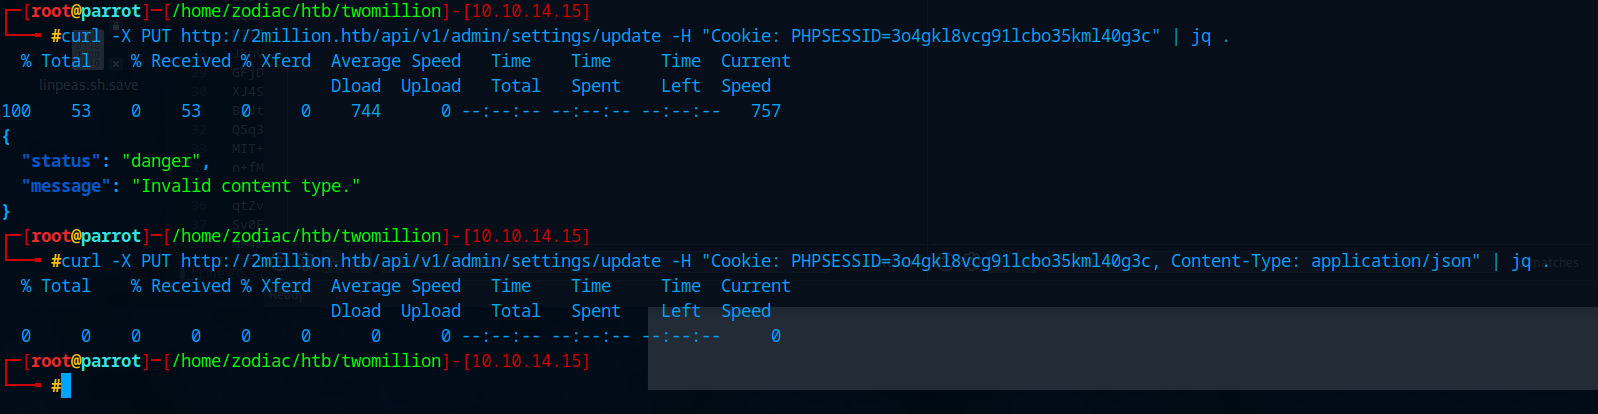 ┌─[root@parrot]─[/home/zodiac/htb/twomillion]-[10.10.14.15]
└──╼ #curl -X PUT http://2million.htb/api/v1/admin/settings/update -H "Cookie: PHPSESSID=3o4gkl8vcg91lcbo35kml40g3c" | jq .
  % Total    % Received % Xferd  Average Speed   Time    Time     Time  Current
linpeas.sh.save                  Dload  Upload   Total   Spent    Left  Speed
100    53    0    53    0     0    744      0 --:--:-- --:--:-- --:--:--   757
{
  "status": "danger",
  "message": "Invalid content type."
}
┌─[root@parrot]─[/home/zodiac/htb/twomillion]-[10.10.14.15]
└──╼ #curl -X PUT http://2million.htb/api/v1/admin/settings/update -H "Cookie: PHPSESSID=3o4gkl8vcg91lcbo35kml40g3c, Content-Type: application/json" | jq .
  % Total    % Received % Xferd  Average Speed   Time    Time     Time  Current
Ready                            Dload  Upload   Total   Spent    Left  Speed
  0     0    0     0    0     0      0      0 --:--:-- --:--:-- --:--:--     0
┌─[root@parrot]─[/home/zodiac/htb/twomillion]-[10.10.14.15]
└──╼ #